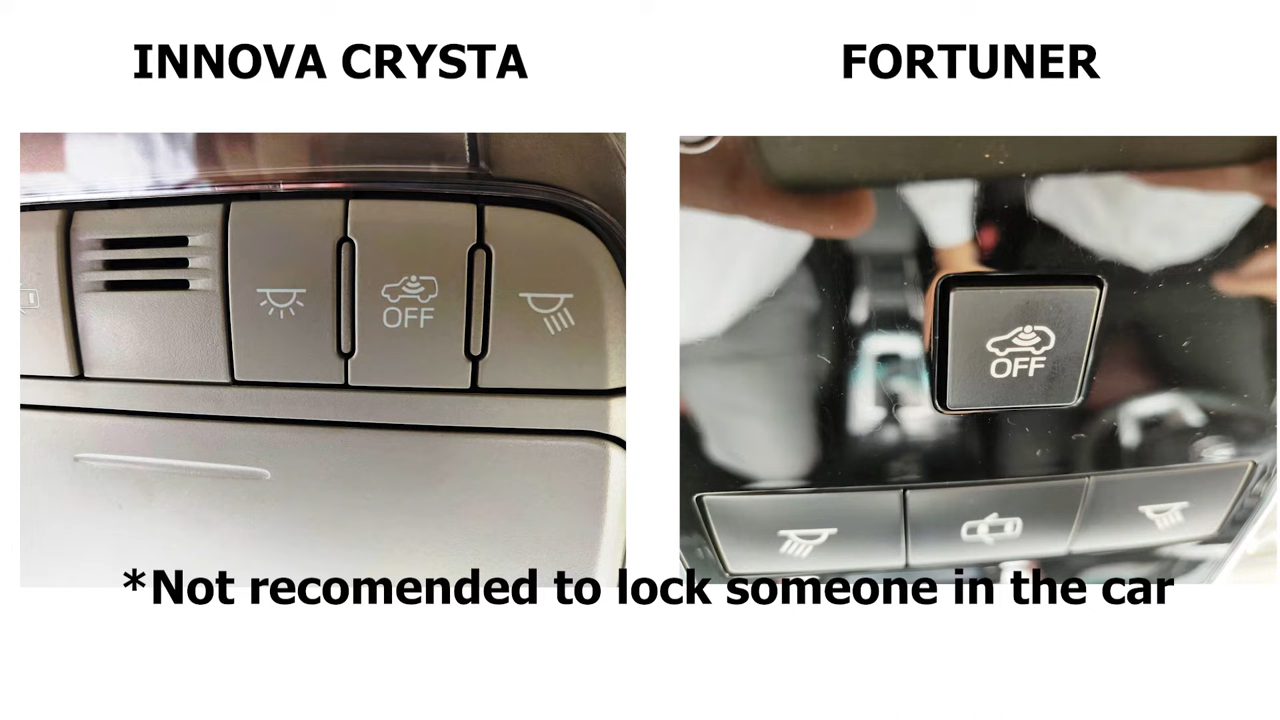 INNOVA CRYSTA
FORTUNER
OFF
OFF
*Not recomended to lock someone in the car